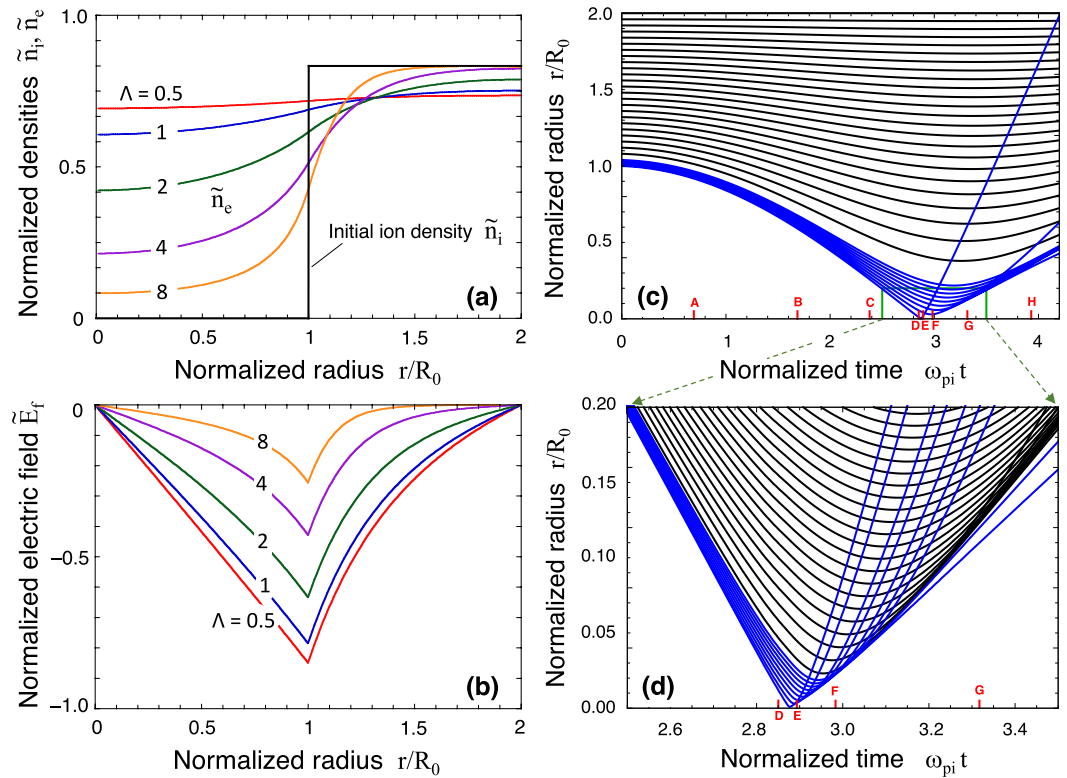 1.0
0.5
0
Normalized densities ñᵢ, ñₑ
Λ = 0.5
1
2
4
8
ñₑ
Initial ion density ñᵢ
(a)
0 0.5 1.0 1.5 2
Normalized radius r/R₀
0
−0.5
−1.0
Normalized electric field Ẽf
8
4
2
1
Λ = 0.5
(b)
0 0.5 1.0 1.5 2
Normalized radius r/R₀
2.0
1.5
1.0
0.5
0.0
Normalized radius r/R₀
(c)
A B C D E F G H
0 1 2 3 4
Normalized time ωpi t
0.20
0.15
0.10
0.05
0.00
Normalized radius r/R₀
(d)
D E F G
2.6 2.8 3.0 3.2 3.4
Normalized time ωpi t